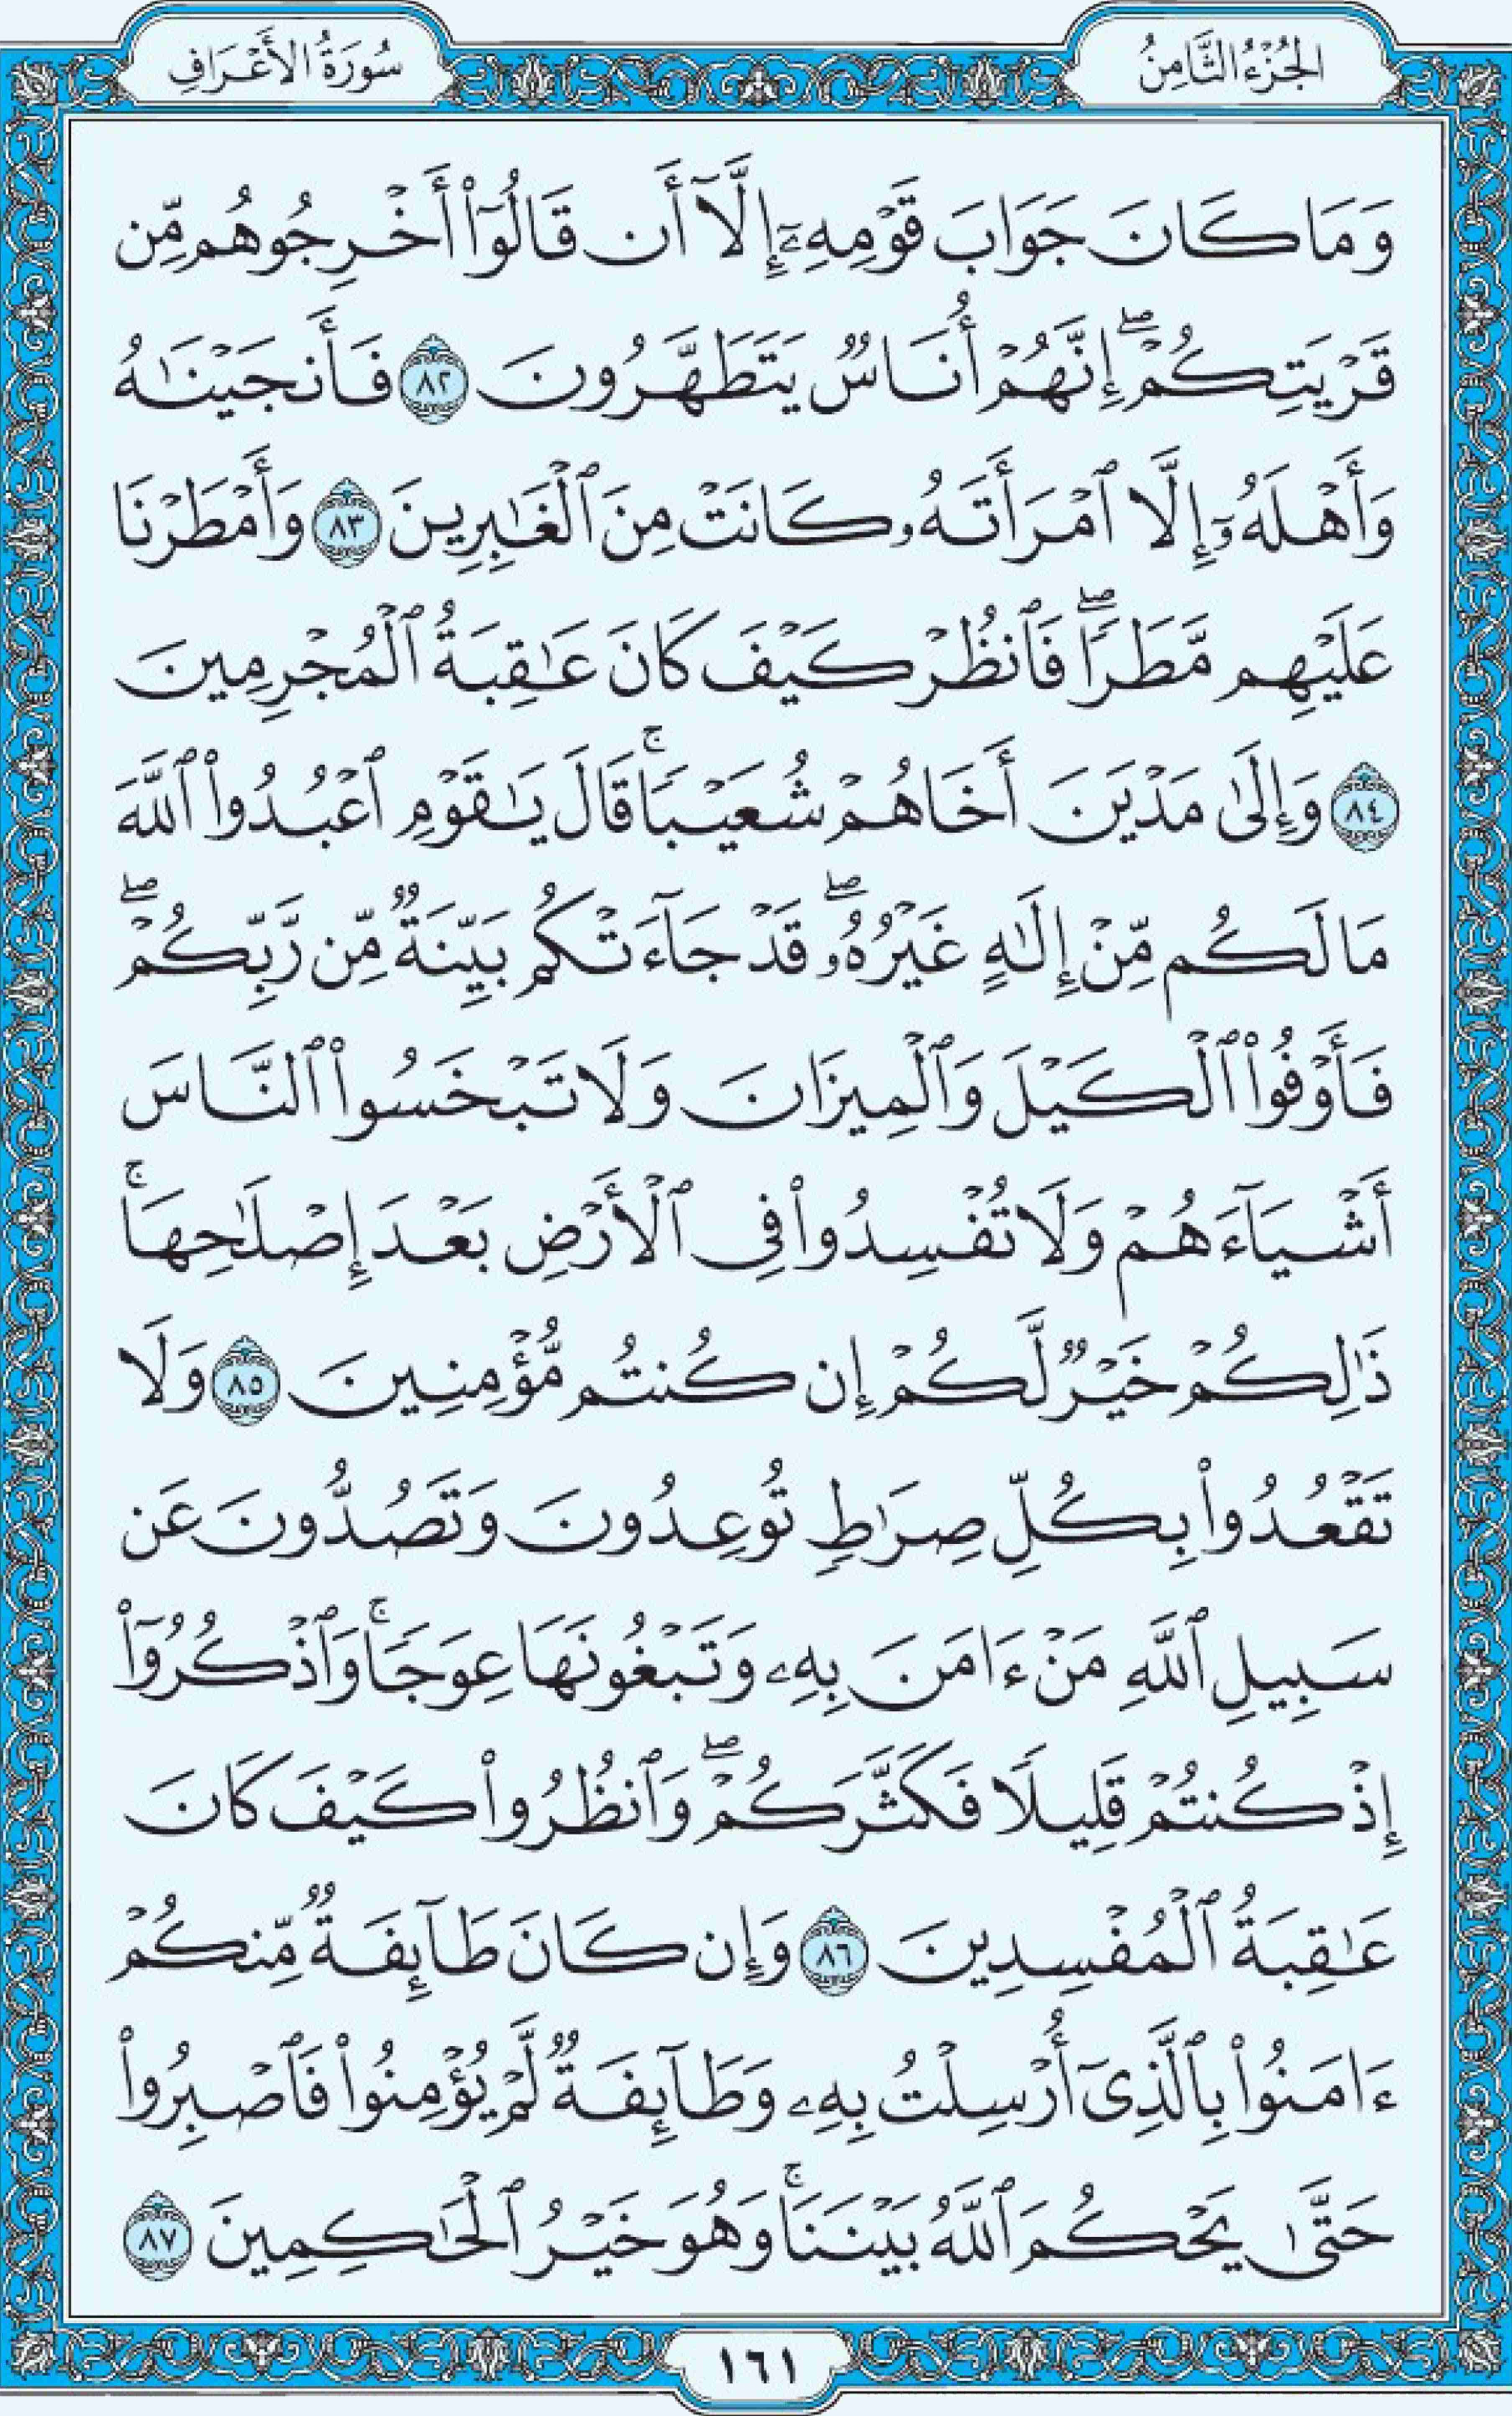 الجُزْءُ الثَّامِنُ
سُورَةُ الأَعْرَافِ
وَمَا كَانَ جَوَابَ قَوْمِهِۦٓ إِلَّآ أَن قَالُوٓا۟ أَخْرِجُوهُم مِّن
قَرْيَتِكُمْ ۖ إِنَّهُمْ أُنَاسٌ يَتَطَهَّرُونَ ٨٢ فَأَنجَيْنَـٰهُ
وَأَهْلَهُۥٓ إِلَّا ٱمْرَأَتَهُۥ كَانَتْ مِنَ ٱلْغَـٰبِرِينَ ٨٣ وَأَمْطَرْنَا
عَلَيْهِم مَّطَرًا ۖ فَٱنظُرْ كَيْفَ كَانَ عَـٰقِبَةُ ٱلْمُجْرِمِينَ
٨٤ وَإِلَىٰ مَدْيَنَ أَخَاهُمْ شُعَيْبًا ۗ قَالَ يَـٰقَوْمِ ٱعْبُدُوا۟ ٱللَّهَ
مَا لَكُم مِّنْ إِلَـٰهٍ غَيْرُهُۥ ۖ قَدْ جَآءَتْكُم بَيِّنَةٌ مِّن رَّبِّكُمْ ۖ
فَأَوْفُوا۟ ٱلْكَيْلَ وَٱلْمِيزَانَ وَلَا تَبْخَسُوا۟ ٱلنَّاسَ
أَشْيَآءَهُمْ وَلَا تُفْسِدُوا۟ فِى ٱلْأَرْضِ بَعْدَ إِصْلَـٰحِهَا ۚ
ذَٰلِكُمْ خَيْرٌ لَّكُمْ إِن كُنتُم مُّؤْمِنِينَ ٨٥ وَلَا
تَقْعُدُوا۟ بِكُلِّ صِرَٰطٍ تُوعِدُونَ وَتَصُدُّونَ عَن
سَبِيلِ ٱللَّهِ مَنْ ءَامَنَ بِهِۦ وَتَبْغُونَهَا عِوَجًا ۚ وَٱذْكُرُوٓا۟
إِذْ كُنتُمْ قَلِيلًا فَكَثَّرَكُمْ ۖ وَٱنظُرُوا۟ كَيْفَ كَانَ
عَـٰقِبَةُ ٱلْمُفْسِدِينَ ٨٦ وَإِن كَانَ طَآئِفَةٌ مِّنكُمْ
ءَامَنُوا۟ بِٱلَّذِىٓ أُرْسِلْتُ بِهِۦ وَطَآئِفَةٌ لَّمْ يُؤْمِنُوا۟ فَٱصْبِرُوا۟
حَتَّىٰ يَحْكُمَ ٱللَّهُ بَيْنَنَا ۚ وَهُوَ خَيْرُ ٱلْحَـٰكِمِينَ ٨٧
١٦١